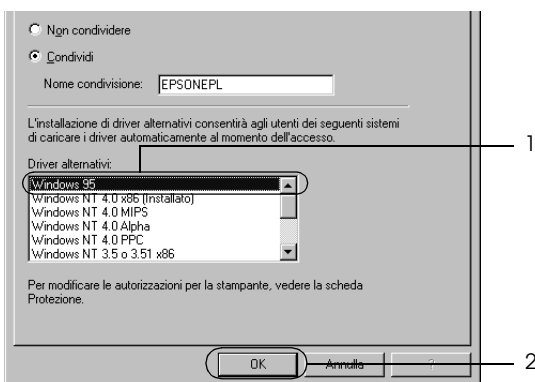 Non condividere
Condividi
Nome condivisione: EPSONEPL
L'installazione di driver alternativi consentirà agli utenti dei seguenti sistemi
di caricare i driver automaticamente al momento dell'accesso.
1
Driver alternativi:
Windows 95
Windows NT 4.0 x86 (Installato)
Windows NT 4.0 MIPS
Windows NT 4.0 Alpha
Windows NT 4.0 PPC
Windows NT 3.5 o 3.51 x86
Per modificare le autorizzazioni per la stampante, vedere la scheda
Protezione.
OK Annulla ? 2